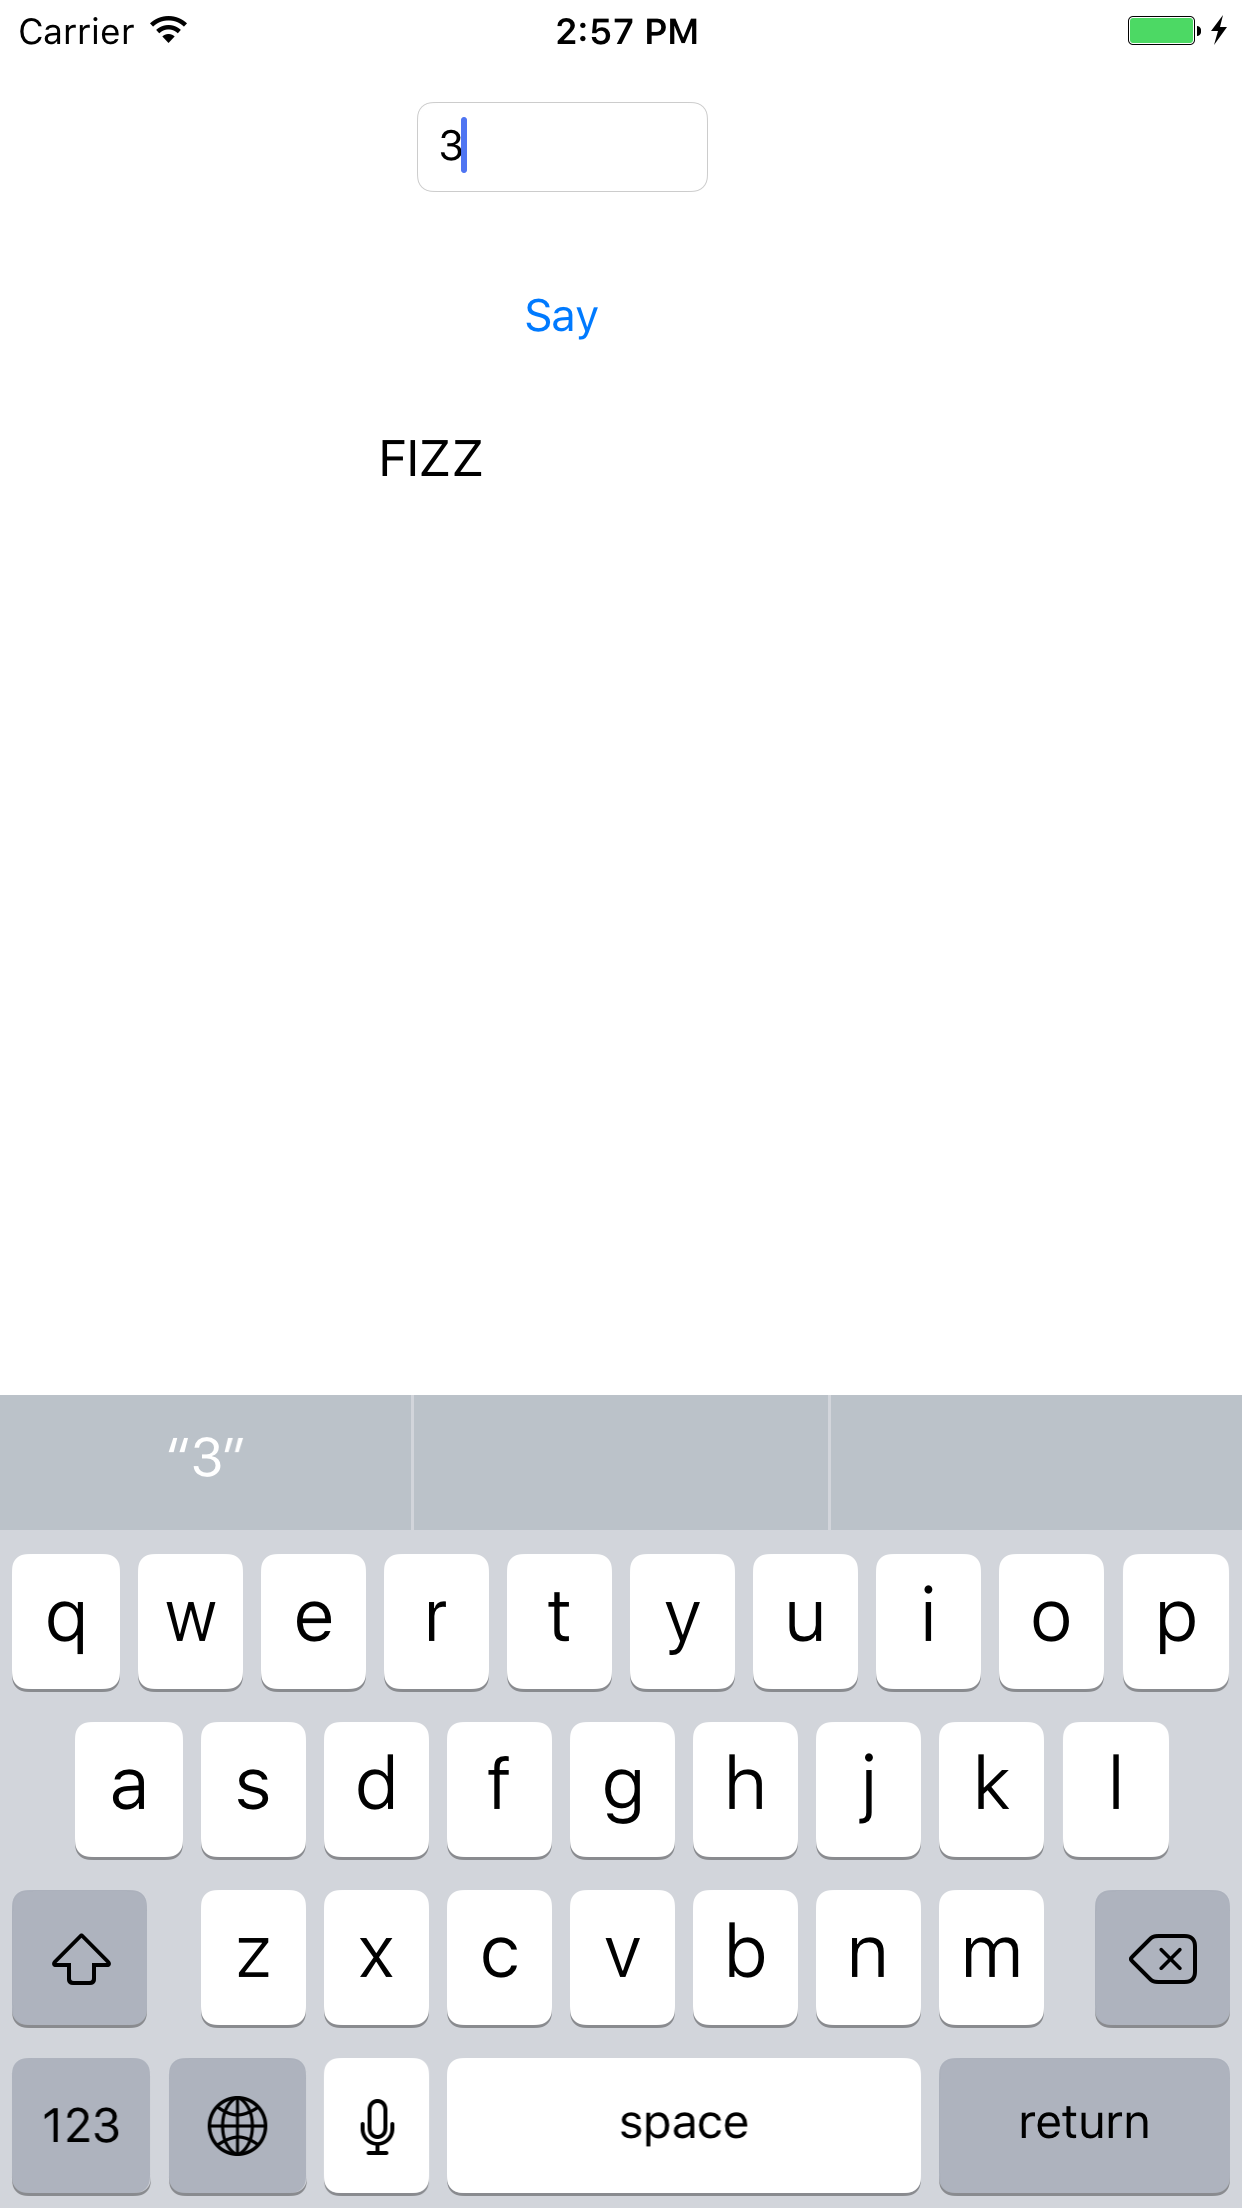 Carrier 2:57 PM
3
Say
FIZZ
“3”
q w e r t y u i o p
a s d f g h j k l
z x c v b n m
123 space return